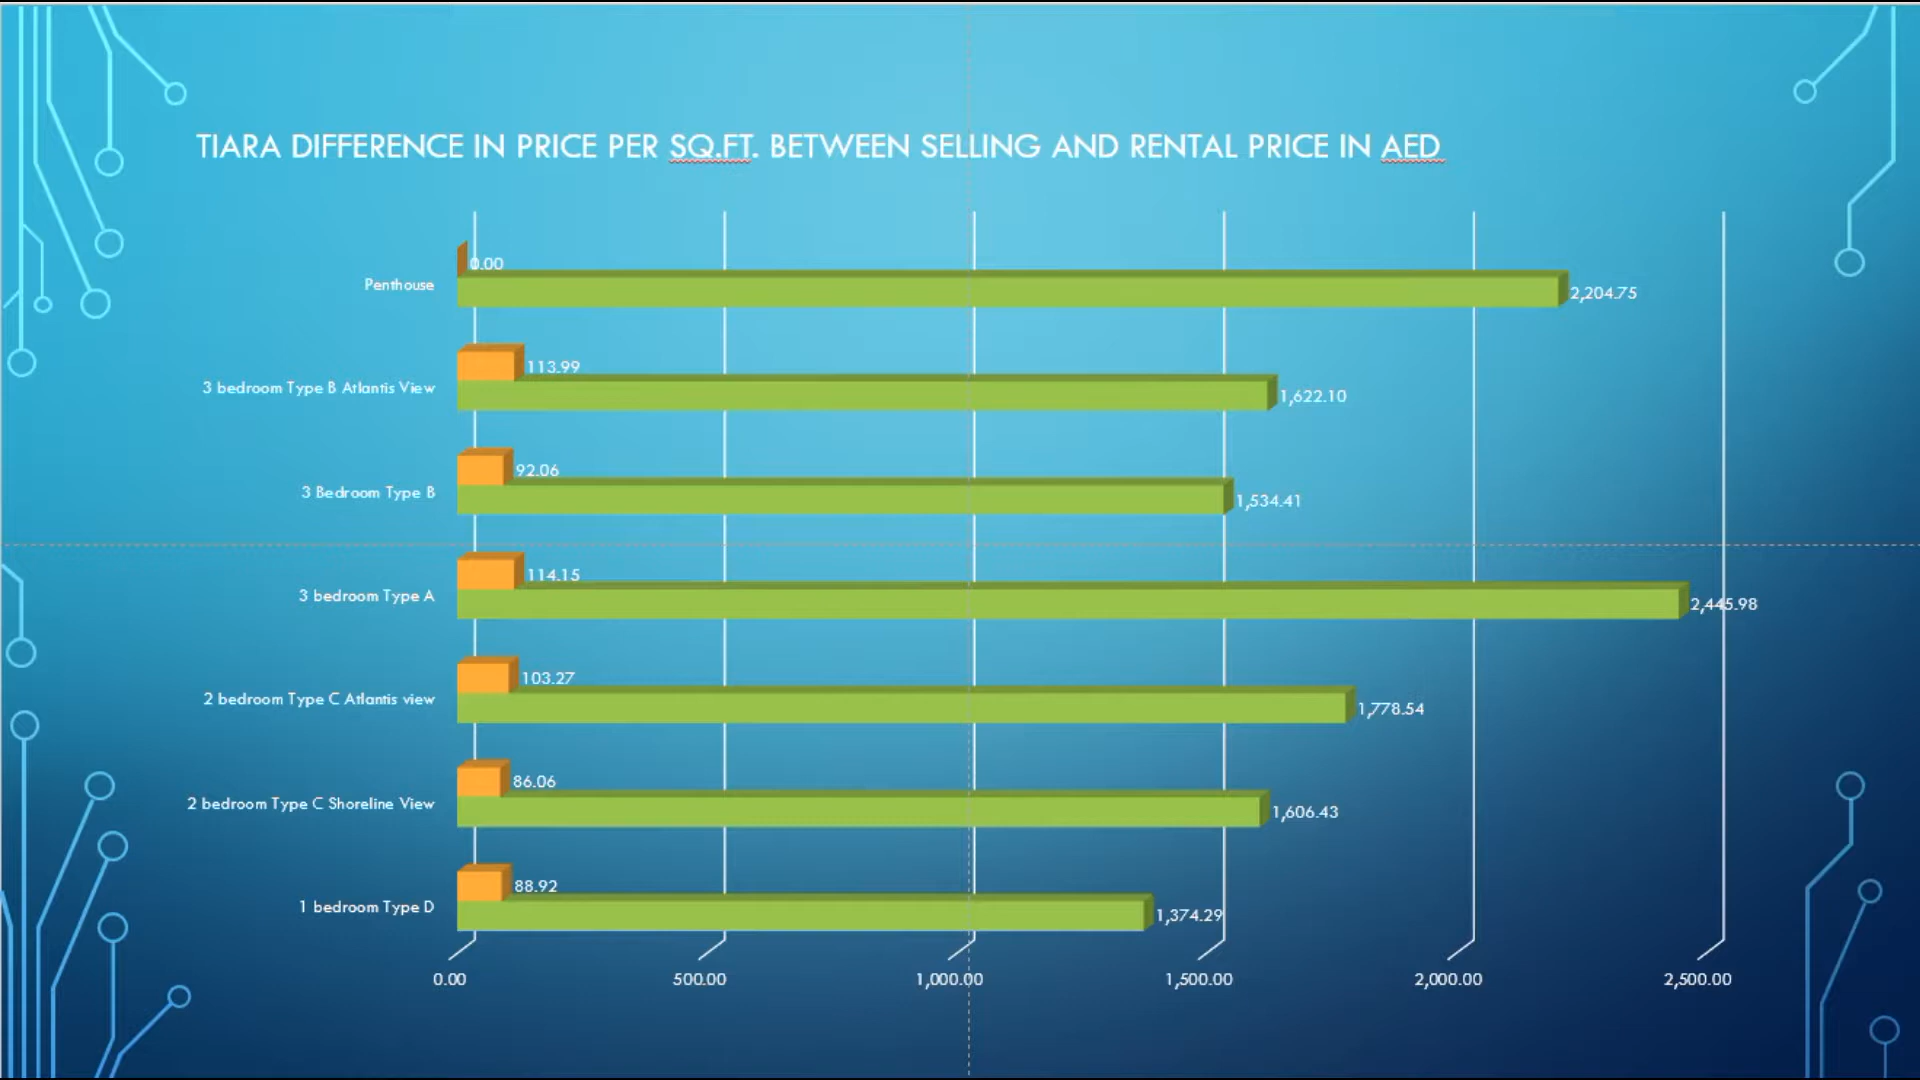 TIARA DIFFERENCE IN PRICE PER SQ.FT. BETWEEN SELLING AND RENTAL PRICE IN AED
0.00
Penthouse
2,204.75
113.99
3 bedroom Type B Atlantis View
1,622.10
92.06
3 Bedroom Type B
1,534.41
114.15
3 bedroom Type A
2,445.98
103.27
2 bedroom Type C Atlantis view
1,778.54
86.06
2 bedroom Type C Shoreline View
1,606.43
88.92
1 bedroom Type D
1,374.29
0.00 500.00 1,000.00 1,500.00 2,000.00 2,500.00